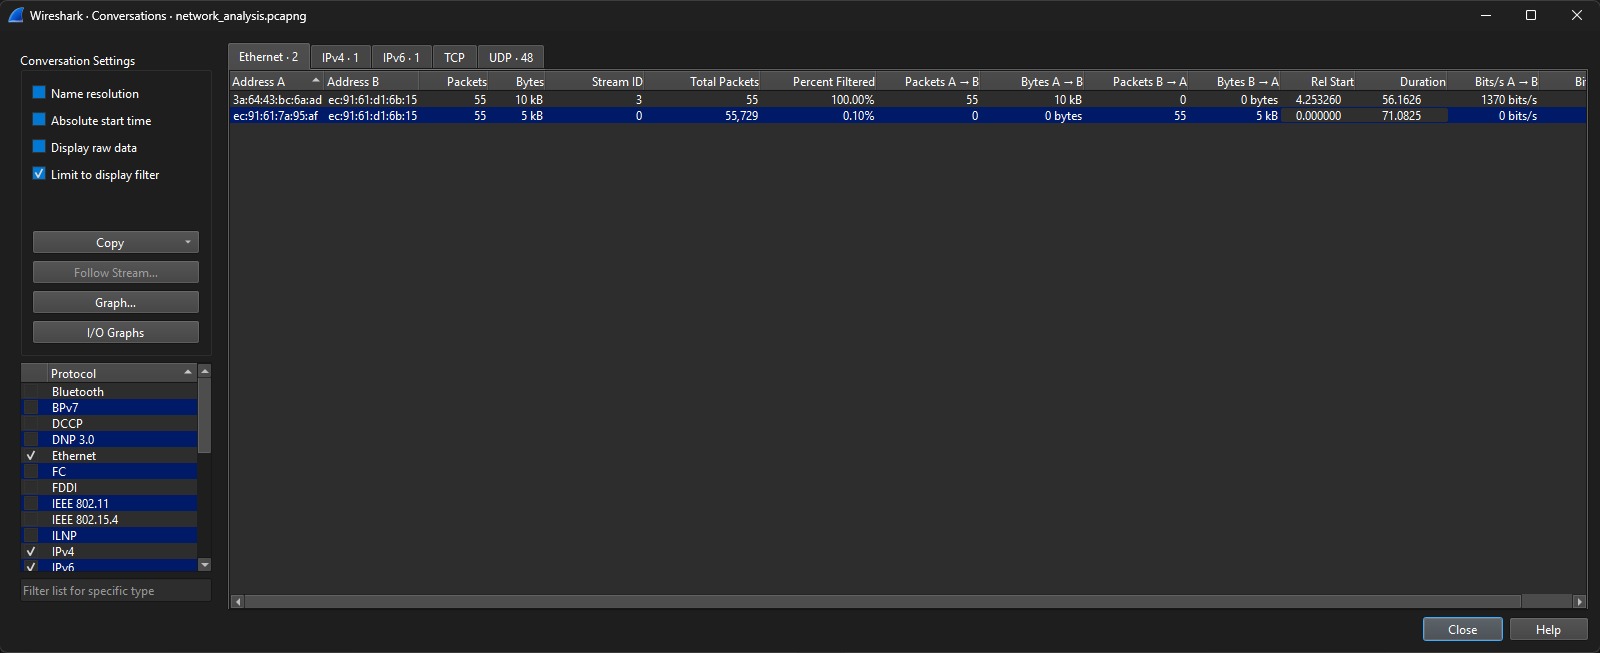 Wireshark · Conversations · network_analysis.pcapng
Conversation Settings
Name resolution
Absolute start time
Display raw data
Limit to display filter
Copy
Follow Stream...
Graph...
I/O Graphs
Protocol
Bluetooth
BPv7
DCCP
DNP 3.0
Ethernet
FC
FDDI
IEEE 802.11
IEEE 802.15.4
ILNP
IPv4
IPv6
Filter list for specific type
Ethernet · 2 IPv4 · 1 IPv6 · 1 TCP UDP · 48
Address A Address B Packets Bytes Stream ID Total Packets Percent Filtered Packets A → B Bytes A → B Packets B → A Bytes B → A Rel Start Duration Bits/s A → B Bi
3a:64:43:bc:6a:ad ec:91:61:d1:6b:15 55 10 kB 3 55 100.00% 55 10 kB 0 0 bytes 4.253260 56.1626 1370 bits/s
ec:91:61:7a:95:af ec:91:61:d1:6b:15 55 5 kB 0 55,729 0.10% 0 0 bytes 55 5 kB 0.000000 71.0825 0 bits/s
Close Help